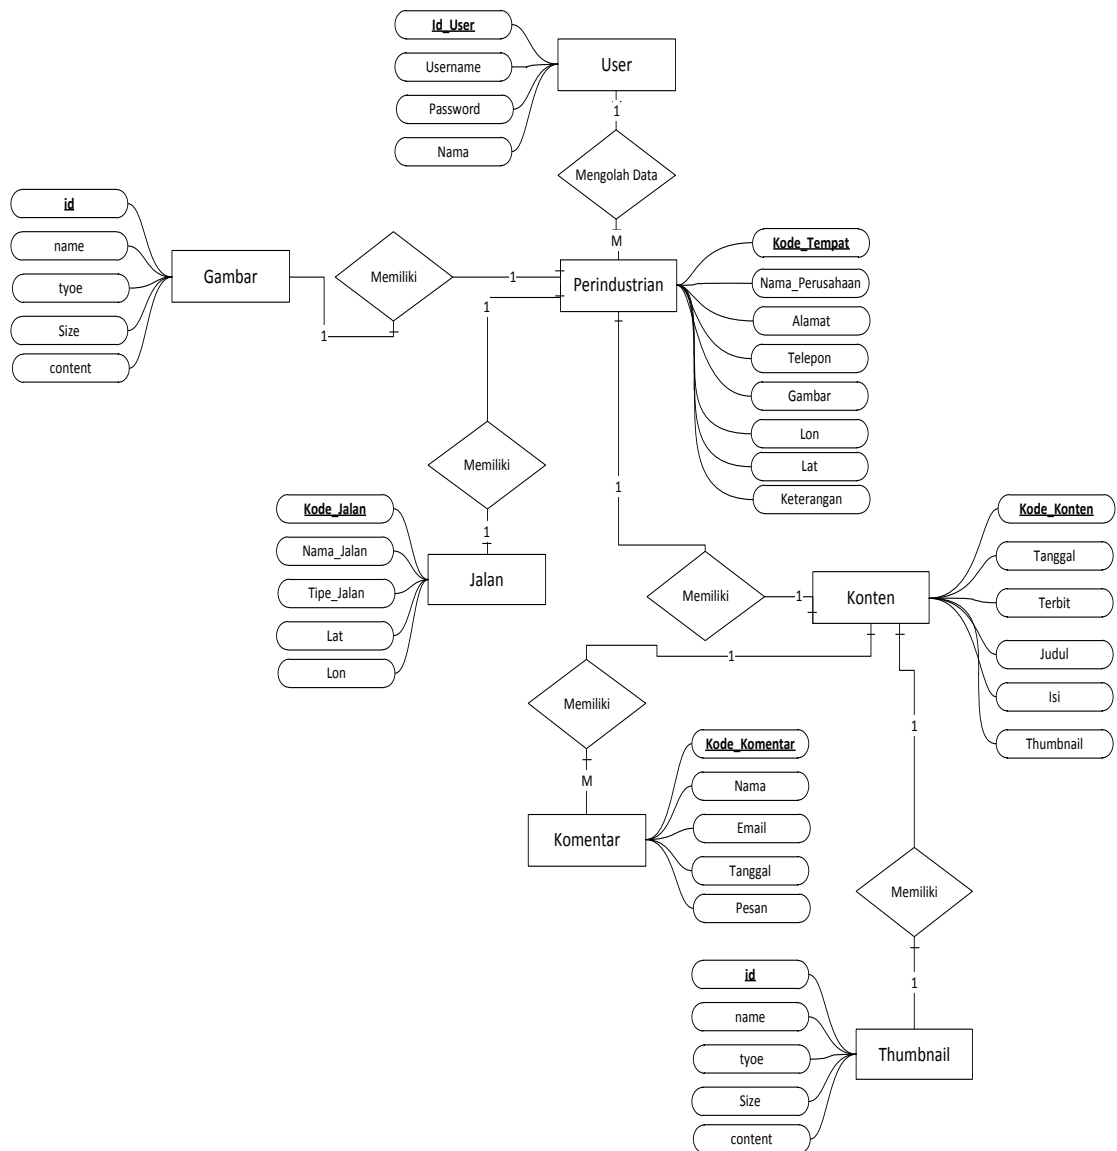 Id_User
Username
Password
Nama
User
1
Mengolah Data
M
id
name
tyoe
Size
content
Gambar
1
Memiliki
1
Perindustrian
Kode_Tempat
Nama_Perusahaan
Alamat
Telepon
Gambar
Lon
Lat
Keterangan
1
Memiliki
1
Kode_Jalan
Nama_Jalan
Tipe_Jalan
Lat
Lon
Jalan
1
Memiliki
1
Konten
Kode_Konten
Tanggal
Terbit
Judul
Isi
Thumbnail
1
Memiliki
M
Komentar
Kode_Komentar
Nama
Email
Tanggal
Pesan
1
Memiliki
1
id
name
tyoe
Size
content
Thumbnail